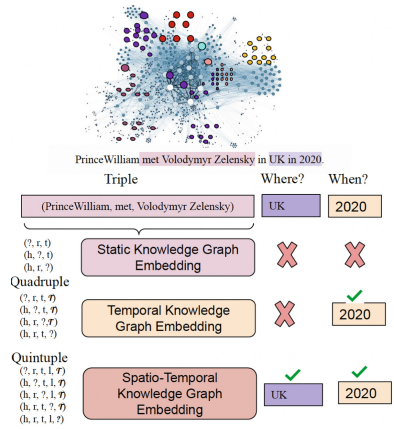 PrinceWilliam met Volodymyr Zelensky in UK in 2020.
Triple Where? When?
(PrinceWilliam, met, Volodymyr Zelensky) UK 2020
(?, r, t)
(h, ?, t)
(h, r, ?)
Static Knowledge Graph
Embedding
Quadruple
(?, r, t, 𝒯)
(h, ?, t, 𝒯)
(h, r, ?, 𝒯)
(h, r, t, ?)
Temporal Knowledge
Graph Embedding
2020
Quintuple
(?, r, t, l, 𝒯)
(h, ?, t, l, 𝒯)
(h, r, ?, l, 𝒯)
(h, r, t, ?, 𝒯)
(h, r, t, l, ?)
Spatio-Temporal
Knowledge Graph
Embedding
UK
2020